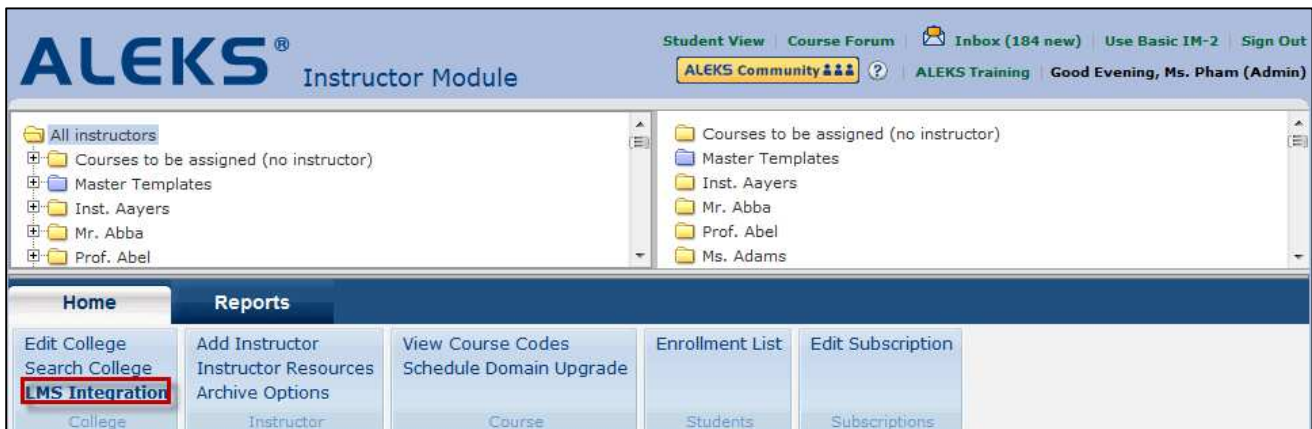 ALEKS® Instructor Module
Student View Course Forum Inbox (184 new) Use Basic IM-2 Sign Out
ALEKS Community ? ALEKS Training Good Evening, Ms. Pham (Admin)
All instructors
Courses to be assigned (no instructor)
Master Templates
Inst. Aayers
Mr. Abba
Prof. Abel
Courses to be assigned (no instructor)
Master Templates
Inst. Aayers
Mr. Abba
Prof. Abel
Ms. Adams
Home Reports
Edit College
Search College
LMS Integration
College
Add Instructor
Instructor Resources
Archive Options
Instructor
View Course Codes
Schedule Domain Upgrade
Course
Enrollment List
Students
Edit Subscription
Subscriptions